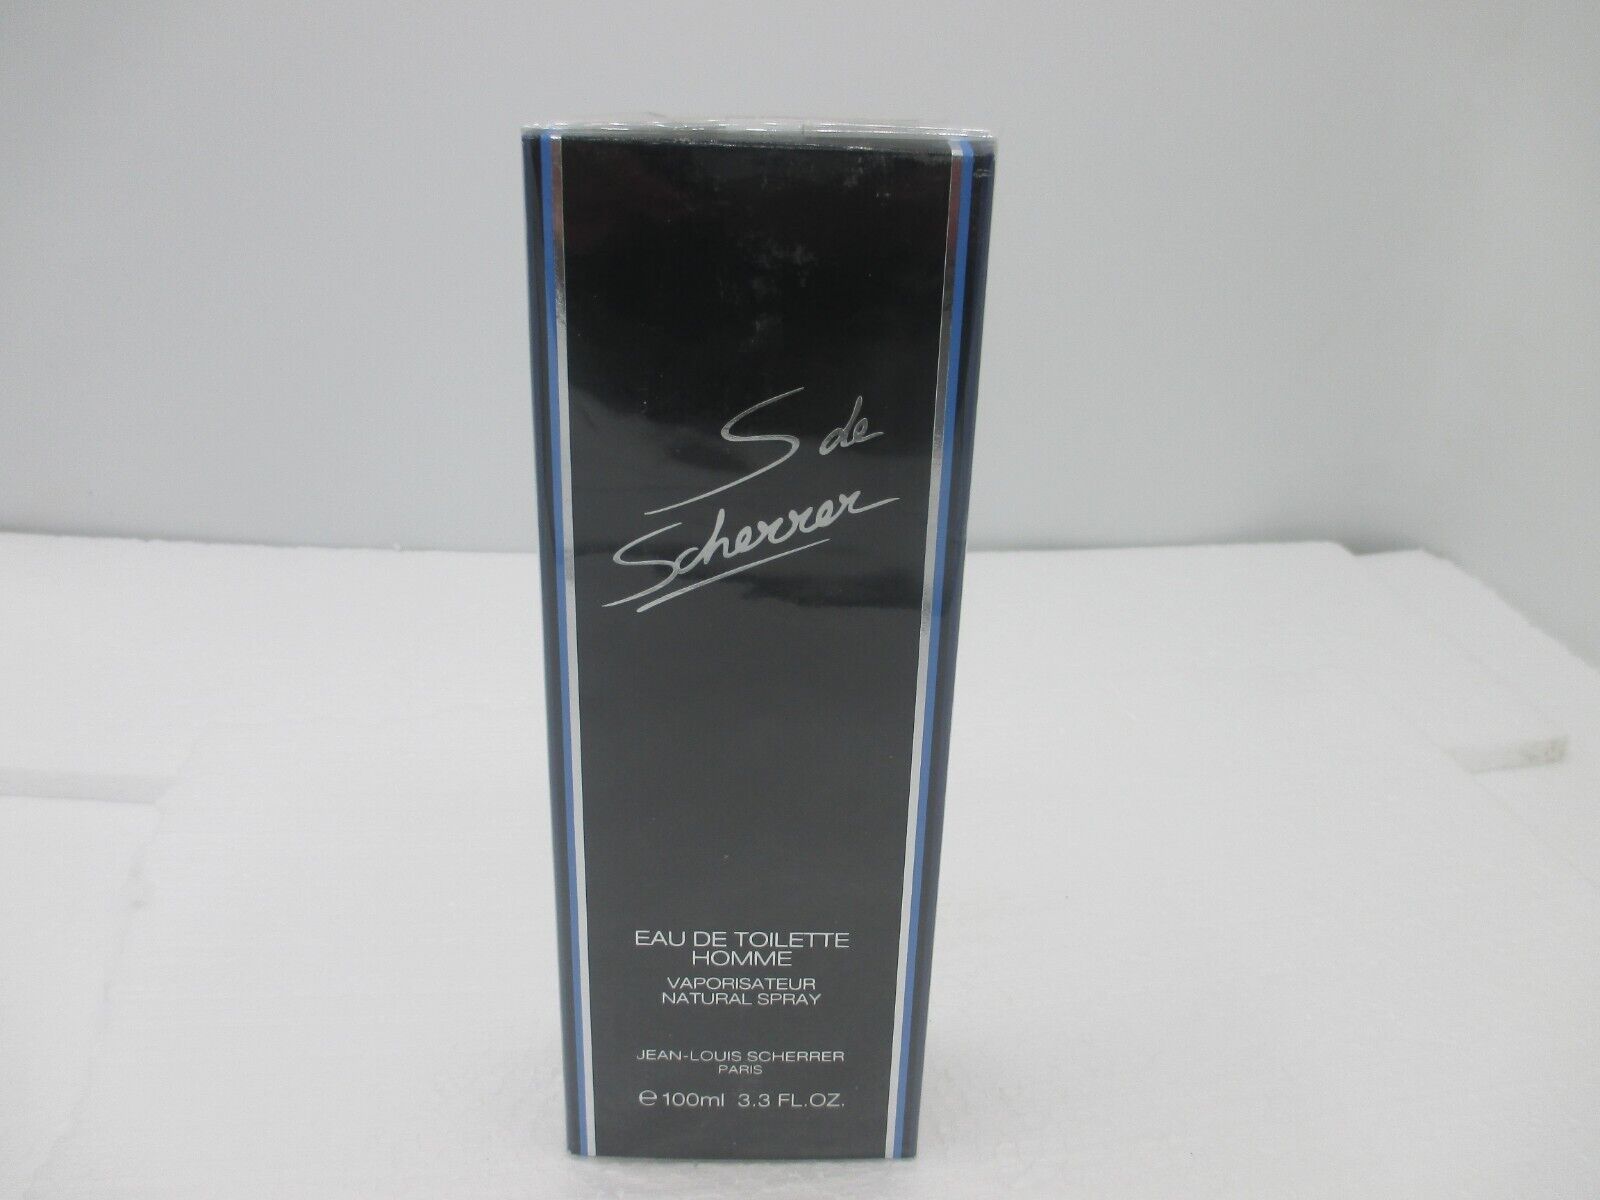 S de
Scherrer
EAU DE TOILETTE
HOMME
VAPORISATEUR
NATURAL SPRAY
JEAN-LOUIS SCHERRER
PARIS
℮ 100ml 3.3 FL.OZ.